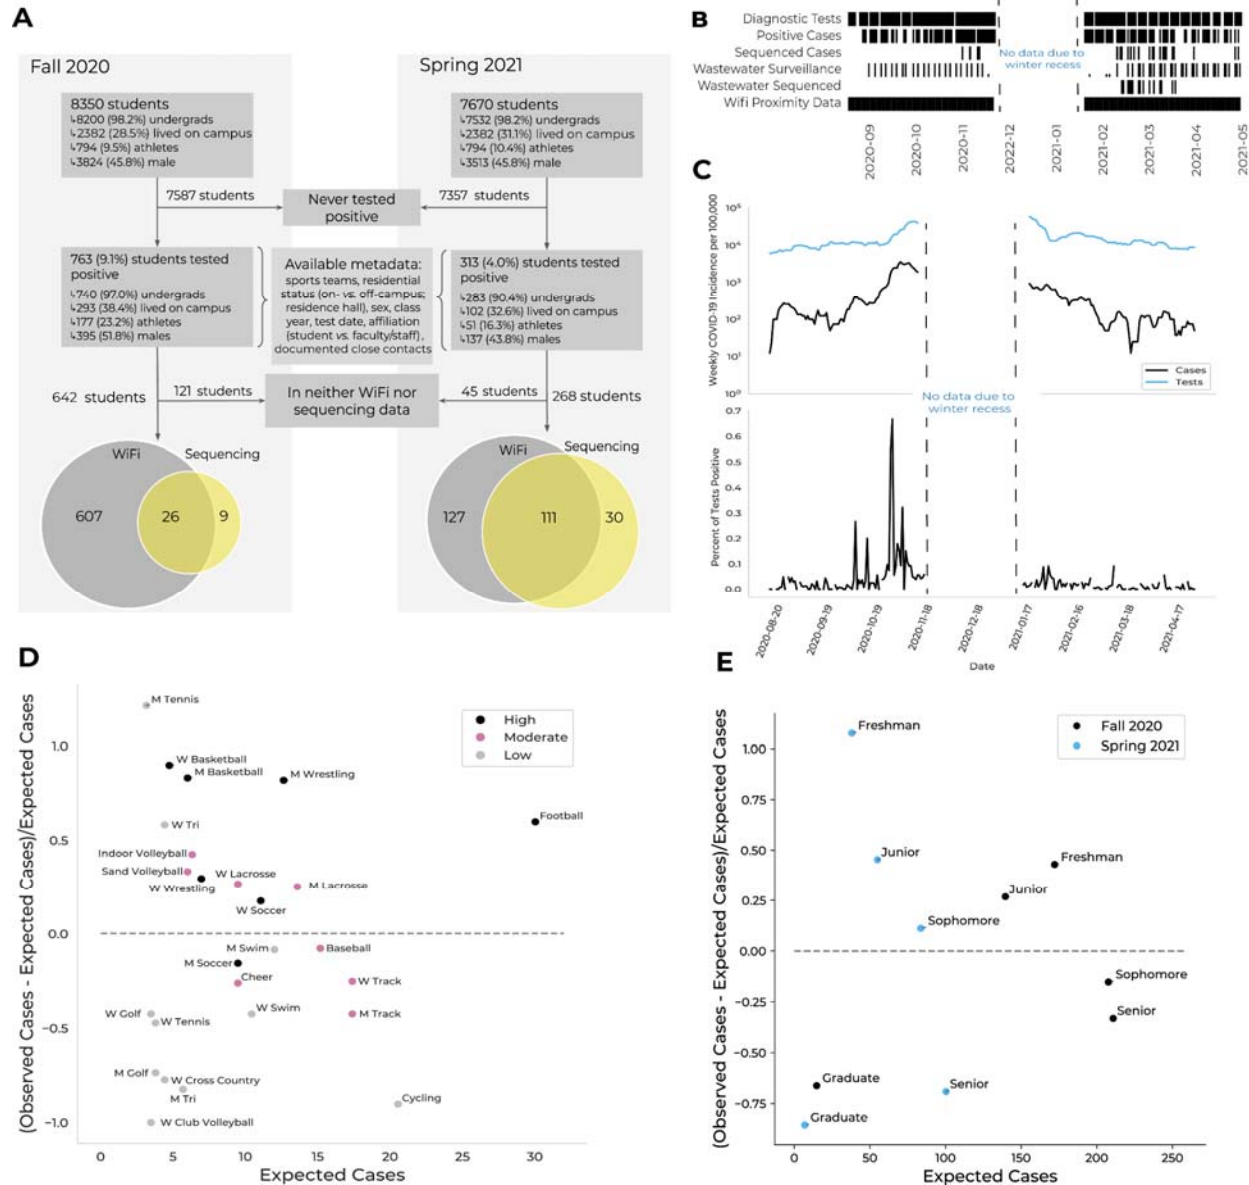 A
Fall 2020
8350 students
↳8200 (98.2%) undergrads
↳2382 (28.5%) lived on campus
↳794 (9.5%) athletes
↳3824 (45.8%) male
Spring 2021
7670 students
↳7532 (98.2%) undergrads
↳2382 (31.1%) lived on campus
↳794 (10.4%) athletes
↳3513 (45.8%) male
7587 students
Never tested
positive
7357 students
763 (9.1%) students tested
positive
↳740 (97.0%) undergrads
↳293 (38.4%) lived on campus
↳177 (23.2%) athletes
↳395 (51.8%) males
Available metadata:
sports teams, residential
status (on- vs. off-campus;
residence hall), sex, class
year, test date, affiliation
(student vs. faculty/staff),
documented close contacts
313 (4.0%) students tested
positive
↳283 (90.4%) undergrads
↳102 (32.6%) lived on campus
↳51 (16.3%) athletes
↳137 (43.8%) males
642 students
121 students
In neither WiFi nor
sequencing data
45 students
268 students
WiFi
Sequencing
607
26
9
WiFi
Sequencing
127
111
30
B
Diagnostic Tests
Positive Cases
Sequenced Cases
Wastewater Surveillance
Wastewater Sequenced
Wifi Proximity Data
No data due to
winter recess
2020-09
2020-10
2020-11
2022-12
2021-01
2021-02
2021-03
2021-04
2021-05
C
Weekly COVID-19 Incidence per 100,000
10⁵
10⁴
10³
10²
10¹
10⁰
Cases
Tests
No data due to
winter recess
Percent of Tests Positive
0.7
0.6
0.5
0.4
0.3
0.2
0.1
0.0
2020-08-20
2020-09-19
2020-10-19
2020-11-18
2020-12-18
2021-01-17
2021-02-16
2021-03-18
2021-04-17
Date
D
(Observed Cases - Expected Cases)/Expected Cases
1.0
0.5
0.0
−0.5
−1.0
High
Moderate
Low
M Tennis
W Basketball
M Basketball
M Wrestling
Football
W Tri
Indoor Volleyball
Sand Volleyball
W Wrestling
W Lacrosse
M Lacrosse
W Soccer
M Swim
Baseball
M Soccer
Cheer
W Track
W Golf
W Tennis
W Swim
M Track
M Golf
W Cross Country
M Tri
Cycling
W Club Volleyball
0
5
10
15
20
25
30
Expected Cases
E
(Observed Cases - Expected Cases)/Expected Cases
1.00
0.75
0.50
0.25
0.00
−0.25
−0.50
−0.75
Fall 2020
Spring 2021
Freshman
Junior
Freshman
Junior
Sophomore
Sophomore
Senior
Graduate
Senior
Graduate
0
50
100
150
200
250
Expected Cases